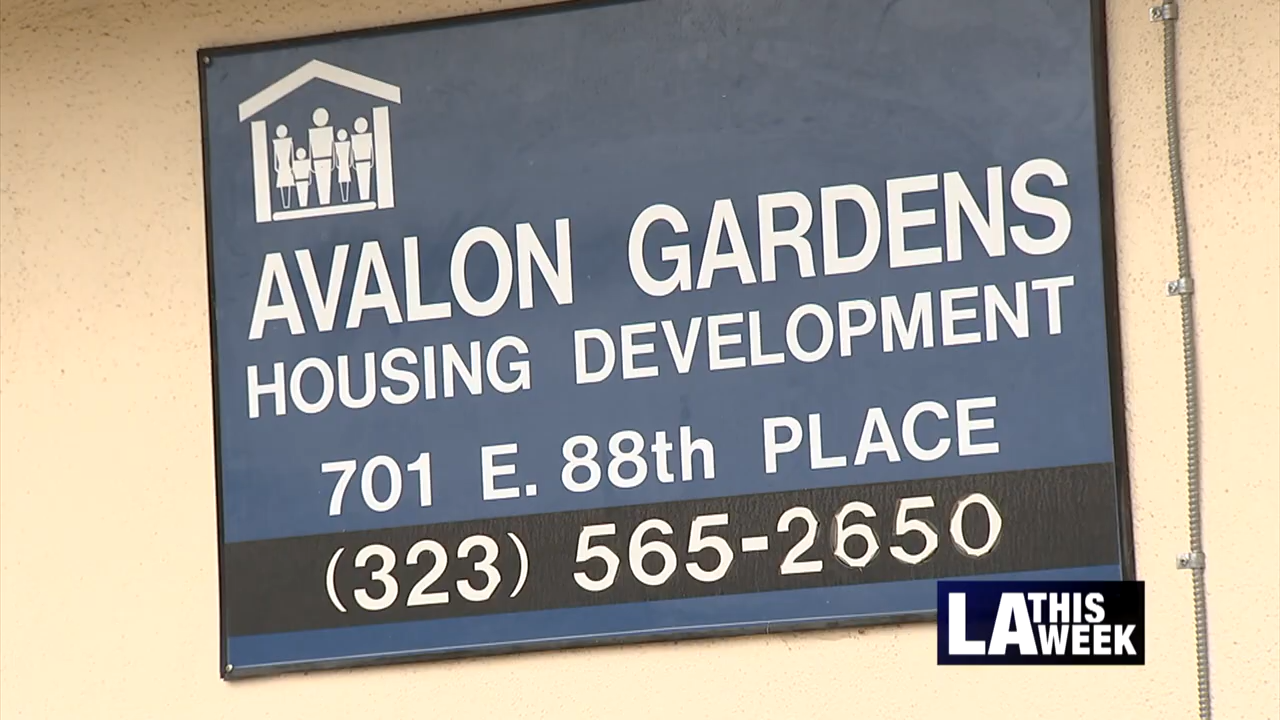 AVALON GARDENS
HOUSING DEVELOPMENT
701 E. 88th PLACE
(323) 565-2650
LA THIS WEEK